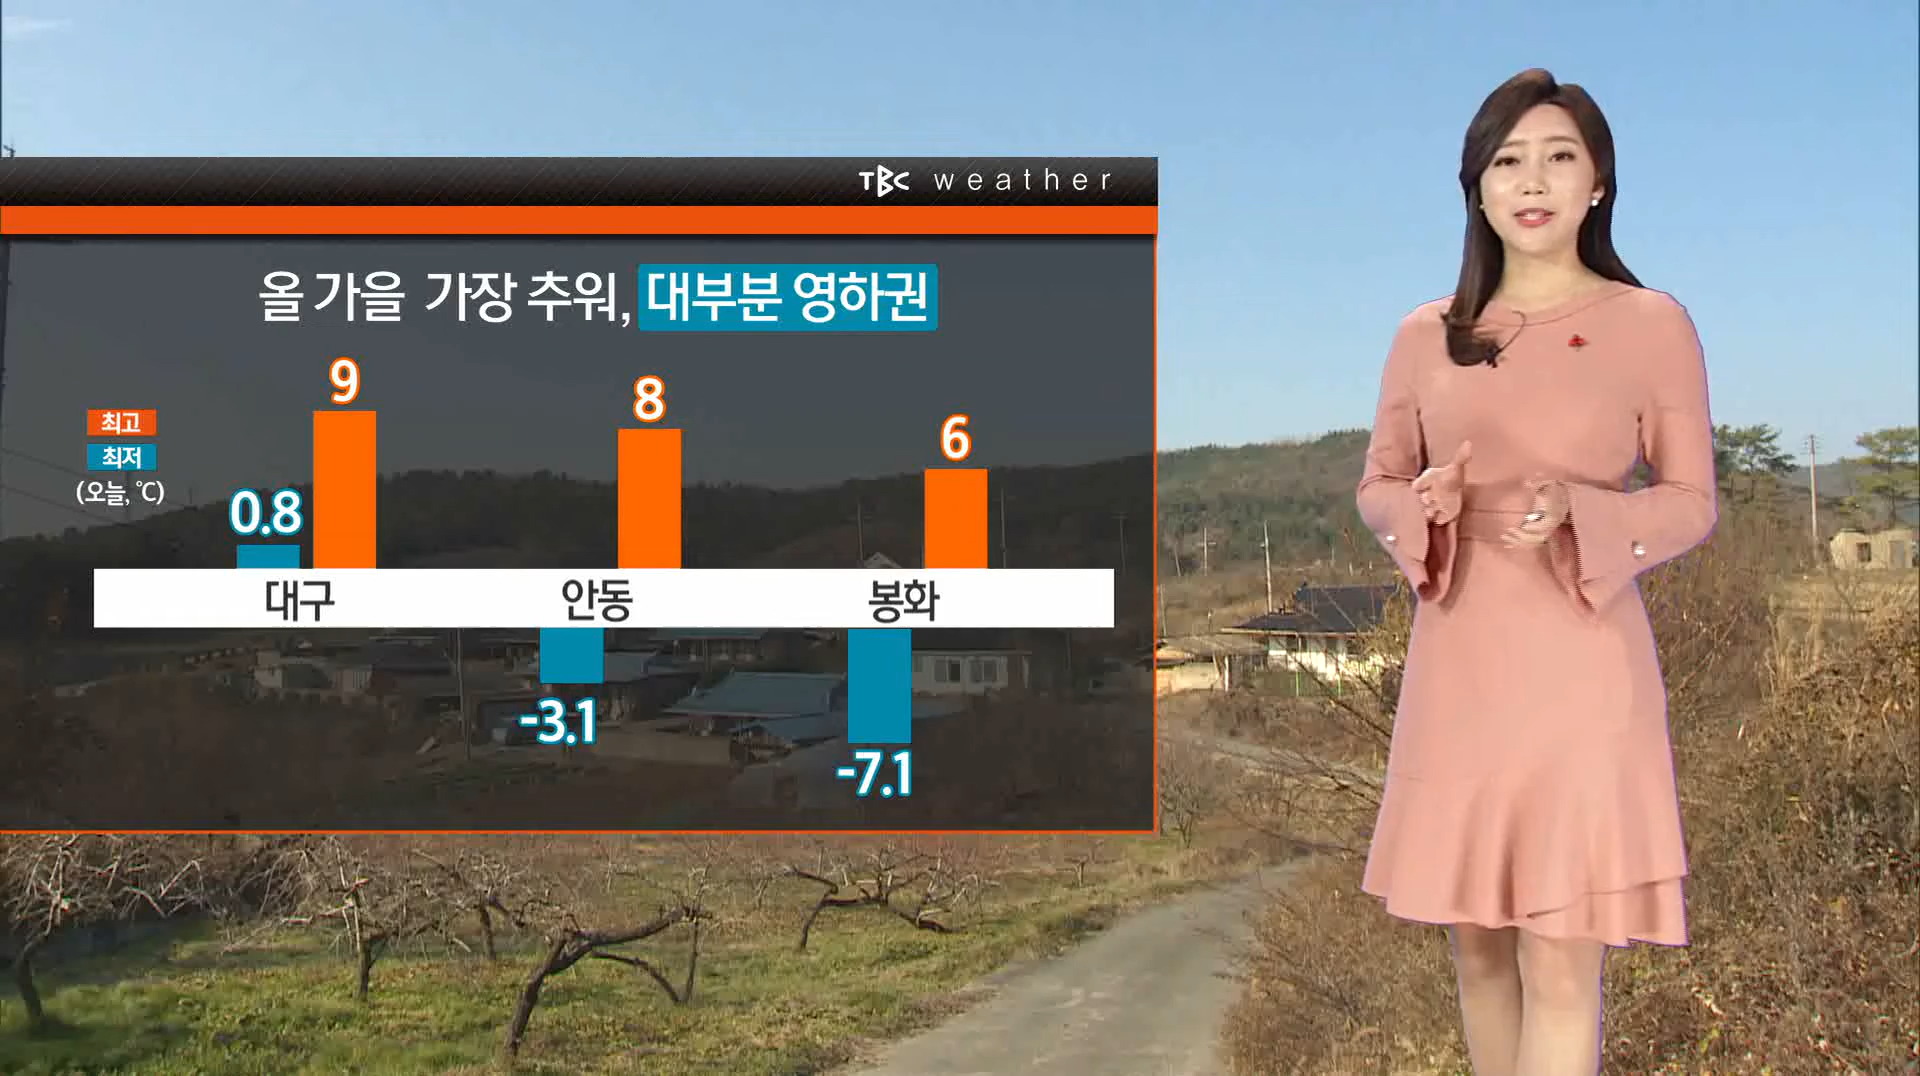 TBC weather
올 가을 가장 추워, 대부분 영하권
최고
최저
(오늘, ℃)
9
8
6
0.8
대구 안동 봉화
-3.1
-7.1